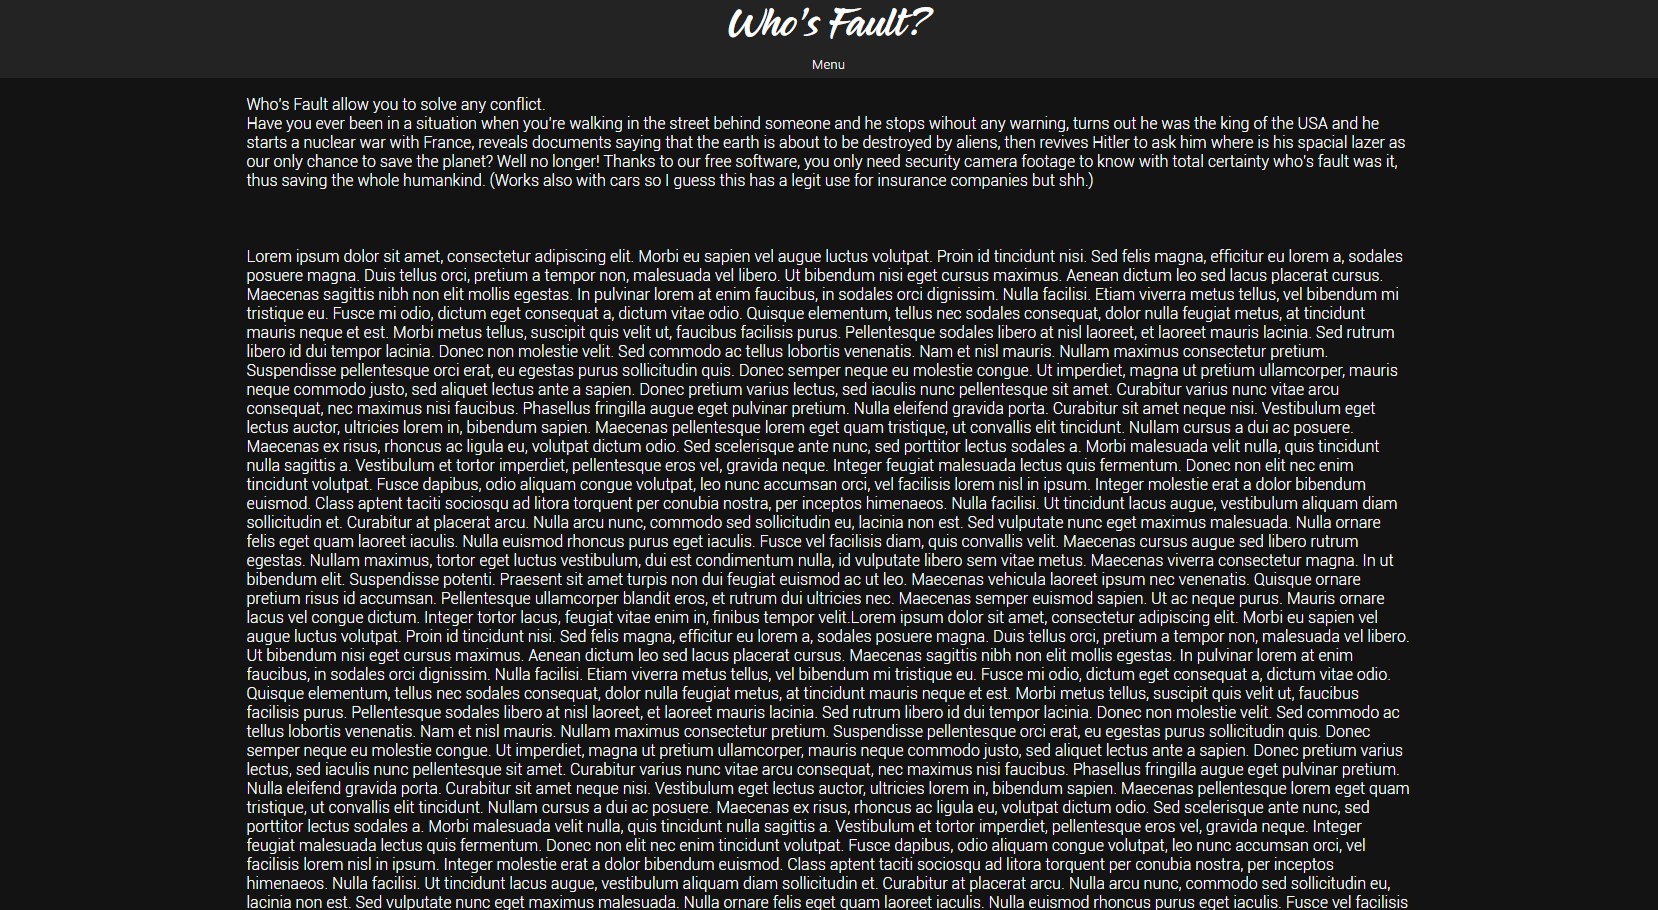 Who's Fault?
Menu
Who's Fault allow you to solve any conflict.
Have you ever been in a situation when you're walking in the street behind someone and he stops wihout any warning, turns out he was the king of the USA and he
starts a nuclear war with France, reveals documents saying that the earth is about to be destroyed by aliens, then revives Hitler to ask him where is his spacial lazer as
our only chance to save the planet? Well no longer! Thanks to our free software, you only need security camera footage to know with total certainty who's fault was it,
thus saving the whole humankind. (Works also with cars so I guess this has a legit use for insurance companies but shh.)
Lorem ipsum dolor sit amet, consectetur adipiscing elit. Morbi eu sapien vel augue luctus volutpat. Proin id tincidunt nisi. Sed felis magna, efficitur eu lorem a, sodales
posuere magna. Duis tellus orci, pretium a tempor non, malesuada vel libero. Ut bibendum nisi eget cursus maximus. Aenean dictum leo sed lacus placerat cursus.
Maecenas sagittis nibh non elit mollis egestas. In pulvinar lorem at enim faucibus, in sodales orci dignissim. Nulla facilisi. Etiam viverra metus tellus, vel bibendum mi
tristique eu. Fusce mi odio, dictum eget consequat a, dictum vitae odio. Quisque elementum, tellus nec sodales consequat, dolor nulla feugiat metus, at tincidunt
mauris neque et est. Morbi metus tellus, suscipit quis velit ut, faucibus facilisis purus. Pellentesque sodales libero at nisl laoreet, et laoreet mauris lacinia. Sed rutrum
libero id dui tempor lacinia. Donec non molestie velit. Sed commodo ac tellus lobortis venenatis. Nam et nisl mauris. Nullam maximus consectetur pretium.
Suspendisse pellentesque orci erat, eu egestas purus sollicitudin quis. Donec semper neque eu molestie congue. Ut imperdiet, magna ut pretium ullamcorper, mauris
neque commodo justo, sed aliquet lectus ante a sapien. Donec pretium varius lectus, sed iaculis nunc pellentesque sit amet. Curabitur varius nunc vitae arcu
consequat, nec maximus nisi faucibus. Phasellus fringilla augue eget pulvinar pretium. Nulla eleifend gravida porta. Curabitur sit amet neque nisi. Vestibulum eget
lectus auctor, ultricies lorem in, bibendum sapien. Maecenas pellentesque lorem eget quam tristique, ut convallis elit tincidunt. Nullam cursus a dui ac posuere.
Maecenas ex risus, rhoncus ac ligula eu, volutpat dictum odio. Sed scelerisque ante nunc, sed porttitor lectus sodales a. Morbi malesuada velit nulla, quis tincidunt
nulla sagittis a. Vestibulum et tortor imperdiet, pellentesque eros vel, gravida neque. Integer feugiat malesuada lectus quis fermentum. Donec non elit nec enim
tincidunt volutpat. Fusce dapibus, odio aliquam congue volutpat, leo nunc accumsan orci, vel facilisis lorem nisl in ipsum. Integer molestie erat a dolor bibendum
euismod. Class aptent taciti sociosqu ad litora torquent per conubia nostra, per inceptos himenaeos. Nulla facilisi. Ut tincidunt lacus augue, vestibulum aliquam diam
sollicitudin et. Curabitur at placerat arcu. Nulla arcu nunc, commodo sed sollicitudin eu, lacinia non est. Sed vulputate nunc eget maximus malesuada. Nulla ornare
felis eget quam laoreet iaculis. Nulla euismod rhoncus purus eget iaculis. Fusce vel facilisis diam, quis convallis velit. Maecenas cursus augue sed libero rutrum
egestas. Nullam maximus, tortor eget luctus vestibulum, dui est condimentum nulla, id vulputate libero sem vitae metus. Maecenas viverra consectetur magna. In ut
bibendum elit. Suspendisse potenti. Praesent sit amet turpis non dui feugiat euismod ac ut leo. Maecenas vehicula laoreet ipsum nec venenatis. Quisque ornare
pretium risus id accumsan. Pellentesque ullamcorper blandit eros, et rutrum dui ultricies nec. Maecenas semper euismod sapien. Ut ac neque purus. Mauris ornare
lacus vel congue dictum. Integer tortor lacus, feugiat vitae enim in, finibus tempor velit.Lorem ipsum dolor sit amet, consectetur adipiscing elit. Morbi eu sapien vel
augue luctus volutpat. Proin id tincidunt nisi. Sed felis magna, efficitur eu lorem a, sodales posuere magna. Duis tellus orci, pretium a tempor non, malesuada vel libero.
Ut bibendum nisi eget cursus maximus. Aenean dictum leo sed lacus placerat cursus. Maecenas sagittis nibh non elit mollis egestas. In pulvinar lorem at enim
faucibus, in sodales orci dignissim. Nulla facilisi. Etiam viverra metus tellus, vel bibendum mi tristique eu. Fusce mi odio, dictum eget consequat a, dictum vitae odio.
Quisque elementum, tellus nec sodales consequat, dolor nulla feugiat metus, at tincidunt mauris neque et est. Morbi metus tellus, suscipit quis velit ut, faucibus
facilisis purus. Pellentesque sodales libero at nisl laoreet, et laoreet mauris lacinia. Sed rutrum libero id dui tempor lacinia. Donec non molestie velit. Sed commodo ac
tellus lobortis venenatis. Nam et nisl mauris. Nullam maximus consectetur pretium. Suspendisse pellentesque orci erat, eu egestas purus sollicitudin quis. Donec
semper neque eu molestie congue. Ut imperdiet, magna ut pretium ullamcorper, mauris neque commodo justo, sed aliquet lectus ante a sapien. Donec pretium varius
lectus, sed iaculis nunc pellentesque sit amet. Curabitur varius nunc vitae arcu consequat, nec maximus nisi faucibus. Phasellus fringilla augue eget pulvinar pretium.
Nulla eleifend gravida porta. Curabitur sit amet neque nisi. Vestibulum eget lectus auctor, ultricies lorem in, bibendum sapien. Maecenas pellentesque lorem eget quam
tristique, ut convallis elit tincidunt. Nullam cursus a dui ac posuere. Maecenas ex risus, rhoncus ac ligula eu, volutpat dictum odio. Sed scelerisque ante nunc, sed
porttitor lectus sodales a. Morbi malesuada velit nulla, quis tincidunt nulla sagittis a. Vestibulum et tortor imperdiet, pellentesque eros vel, gravida neque. Integer
feugiat malesuada lectus quis fermentum. Donec non elit nec enim tincidunt volutpat. Fusce dapibus, odio aliquam congue volutpat, leo nunc accumsan orci, vel
facilisis lorem nisl in ipsum. Integer molestie erat a dolor bibendum euismod. Class aptent taciti sociosqu ad litora torquent per conubia nostra, per inceptos
himenaeos. Nulla facilisi. Ut tincidunt lacus augue, vestibulum aliquam diam sollicitudin et. Curabitur at placerat arcu. Nulla arcu nunc, commodo sed sollicitudin eu,
lacinia non est. Sed vulputate nunc eget maximus malesuada. Nulla ornare felis eget quam laoreet iaculis. Nulla euismod rhoncus purus eget iaculis. Fusce vel facilisis